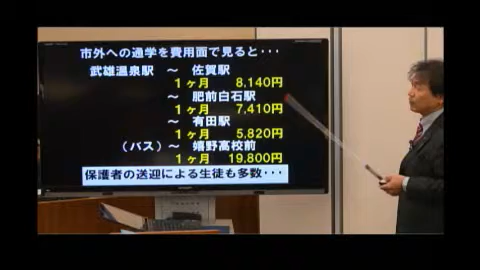 市外への通学を費用面で見ると・・・
武雄温泉駅 ～ 佐賀駅
1ヶ月 8,140円
～ 肥前白石駅
1ヶ月 7,410円
～ 有田駅
1ヶ月 5,820円
（バス）～ 嬉野高校前
1ヶ月 19,800円
保護者の送迎による生徒も多数・・・